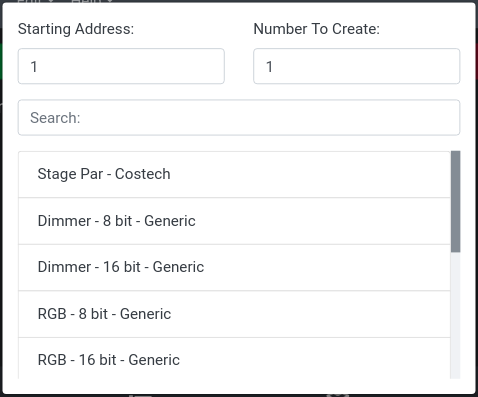 Starting Address: Number To Create:
1 1
Search:
Stage Par - Costech
Dimmer - 8 bit - Generic
Dimmer - 16 bit - Generic
RGB - 8 bit - Generic
RGB - 16 bit - Generic